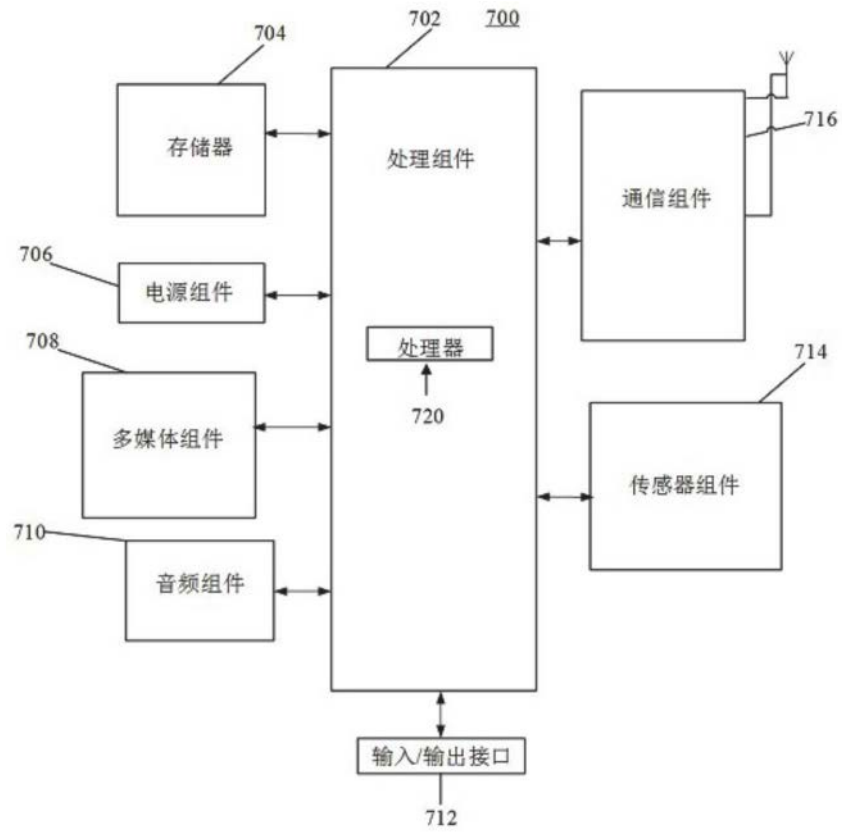 702
700
704
存储器
处理组件
716
通信组件
706
电源组件
708
处理器
714
720
多媒体组件
传感器组件
710
音频组件
输入/输出接口
712